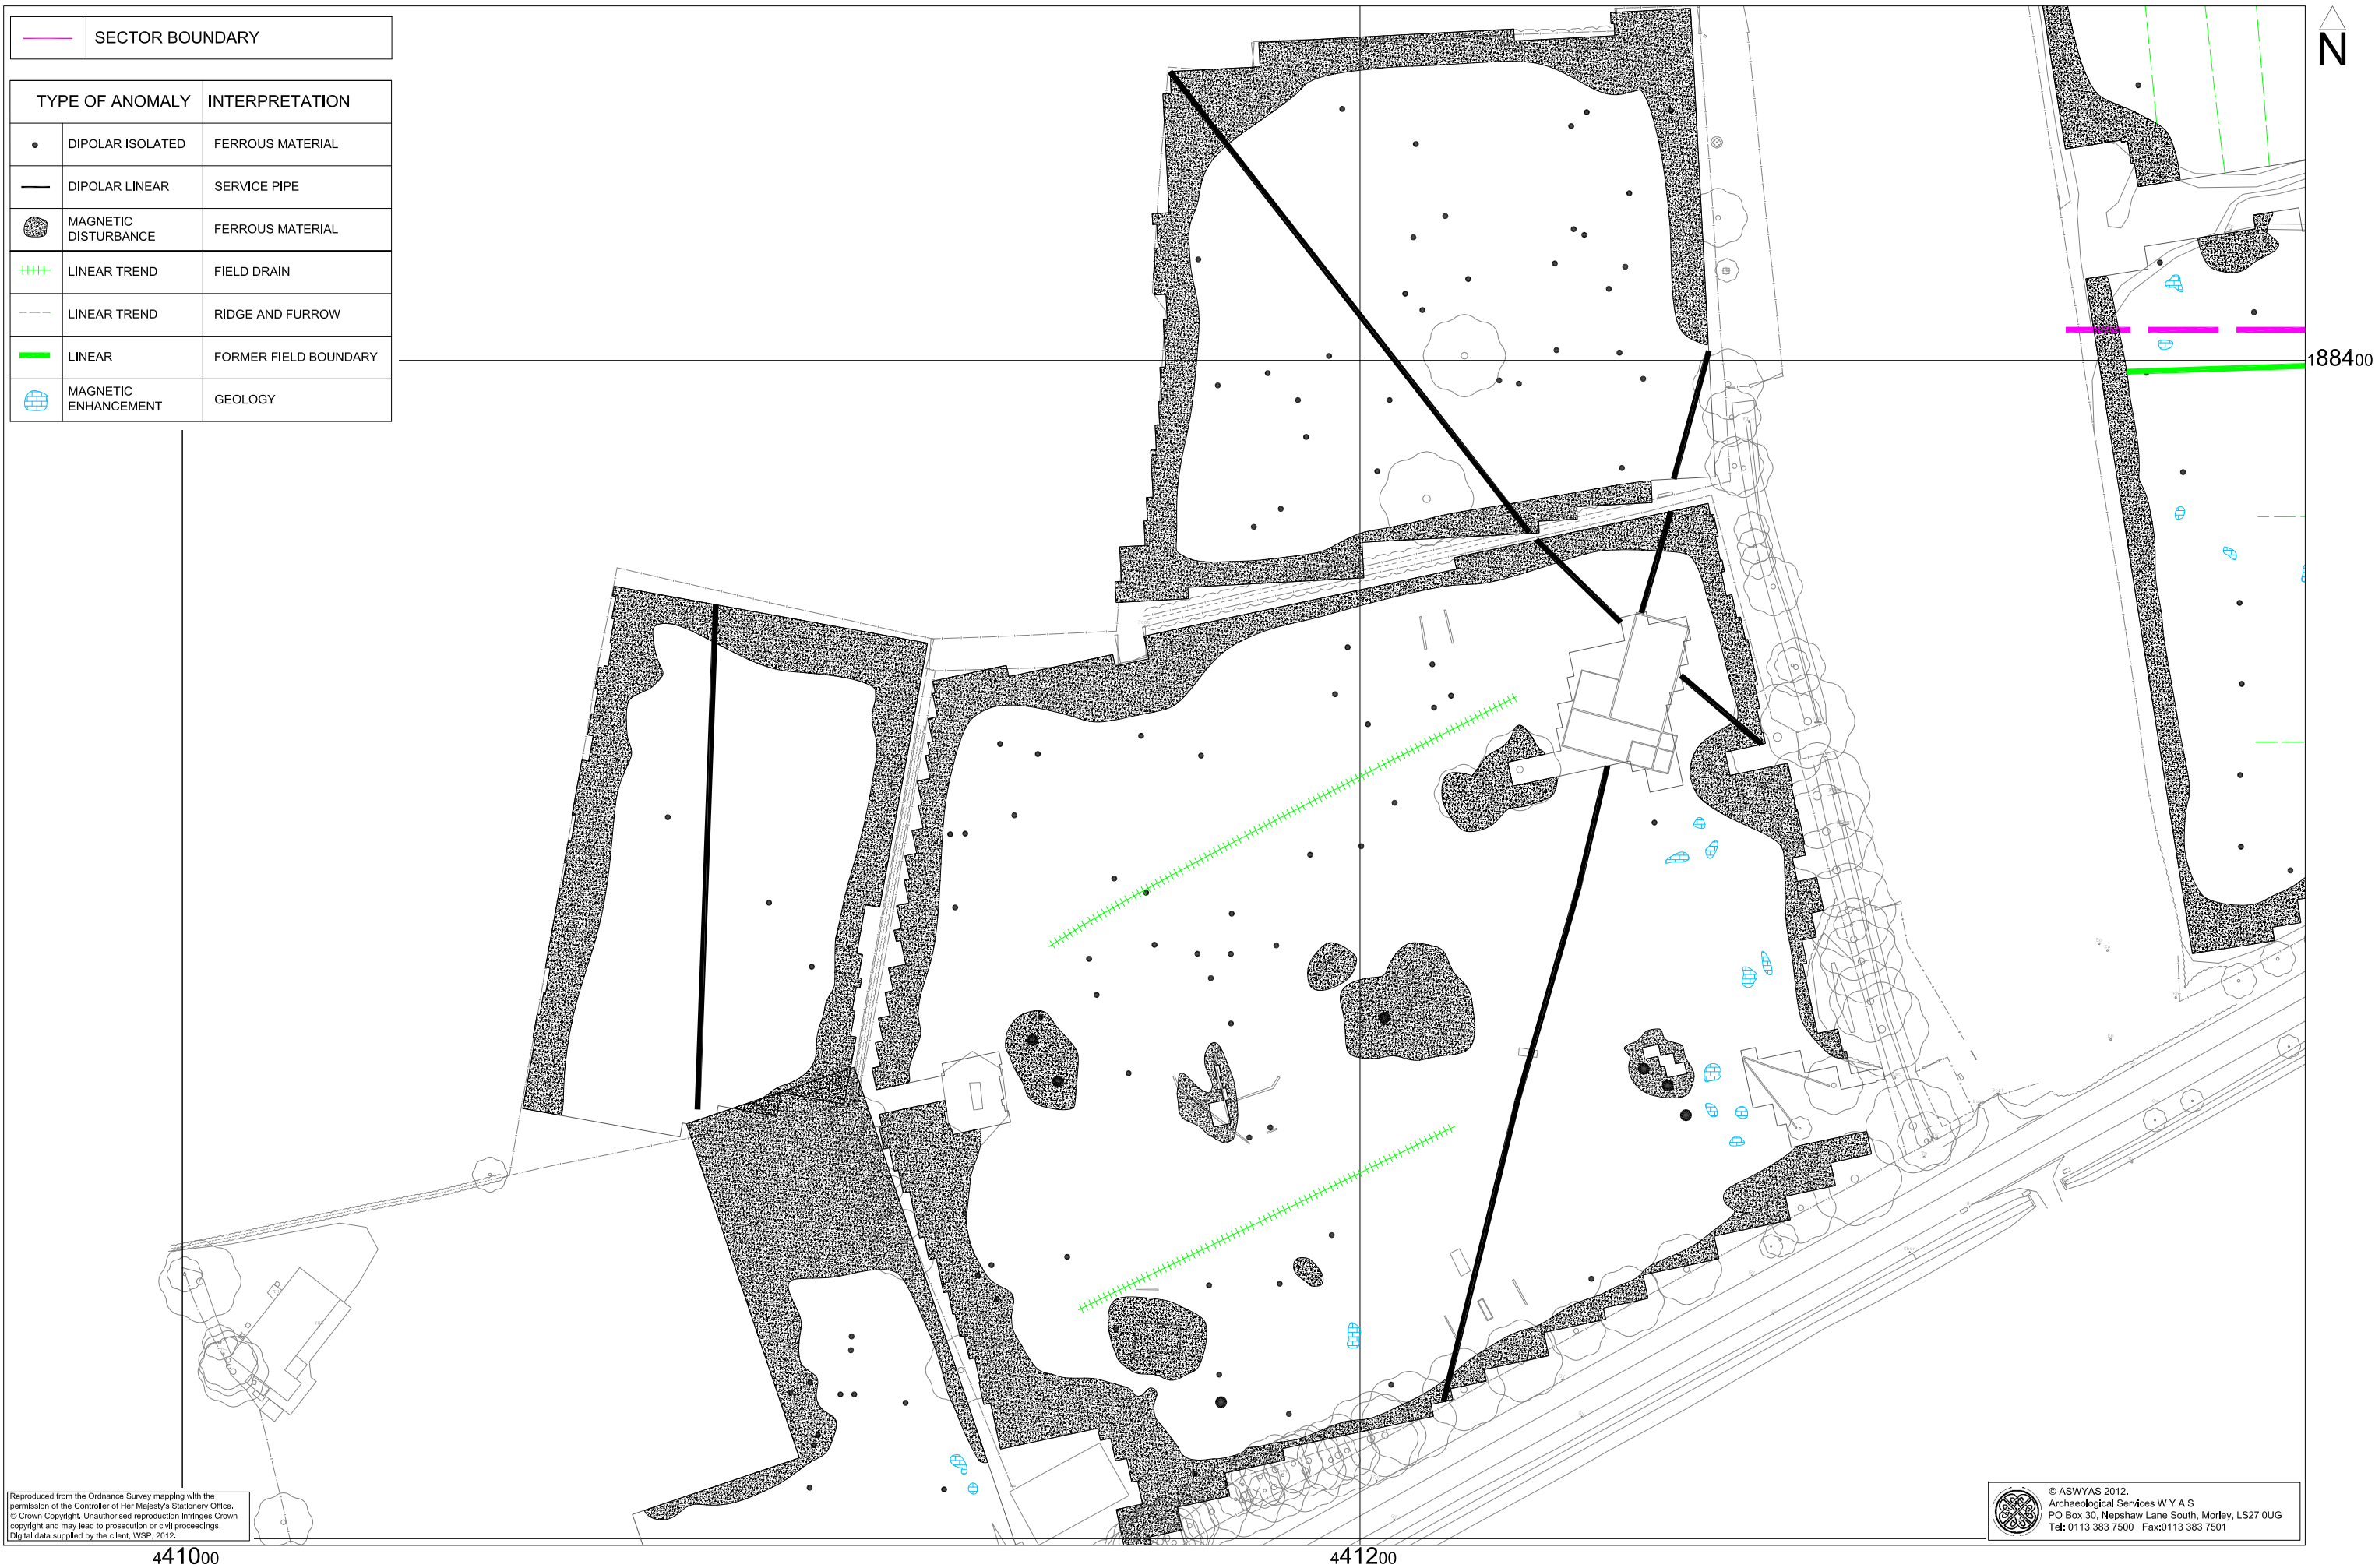 SECTOR BOUNDARY
TYPE OF ANOMALY INTERPRETATION
DIPOLAR ISOLATED FERROUS MATERIAL
DIPOLAR LINEAR SERVICE PIPE
MAGNETIC
DISTURBANCE FERROUS MATERIAL
LINEAR TREND FIELD DRAIN
LINEAR TREND RIDGE AND FURROW
LINEAR FORMER FIELD BOUNDARY
MAGNETIC
ENHANCEMENT GEOLOGY
N
188400
Reproduced from the Ordnance Survey mapping with the
permission of the Controller of Her Majesty's Stationery Office.
© Crown Copyright. Unauthorised reproduction infringes Crown
copyright and may lead to prosecution or civil proceedings.
Digital data supplied by the client, WSP, 2012.
© ASWYAS 2012.
Archaeological Services W Y A S
PO Box 30, Nepshaw Lane South, Morley, LS27 0UG
Tel: 0113 383 7500 Fax:0113 383 7501
441000
441200